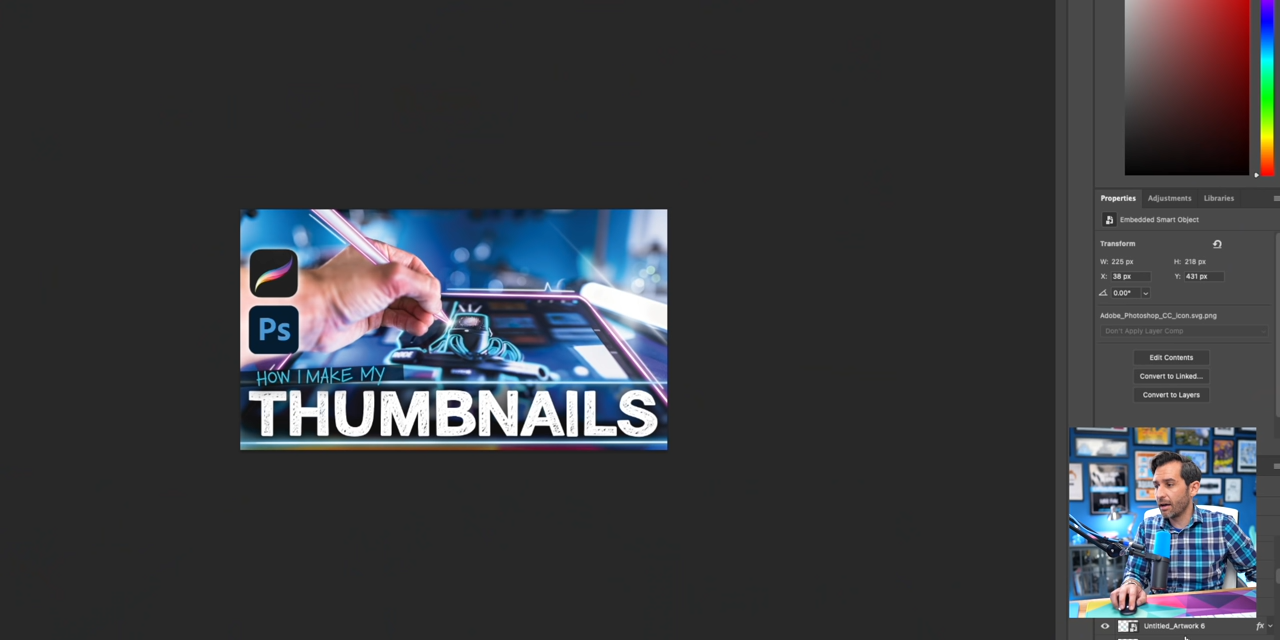 Properties
Adjustments
Libraries
Embedded Smart Object
Transform
W: 225 px
H: 218 px
X: 38 px
Y: 431 px
0.00°
Adobe_Photoshop_CC_icon.svg.png
Don't Apply Layer Comp
Edit Contents
Convert to Linked...
Convert to Layers
Ps
HOW I MAKE MY
THUMBNAILS
Untitled_Artwork 6
fx